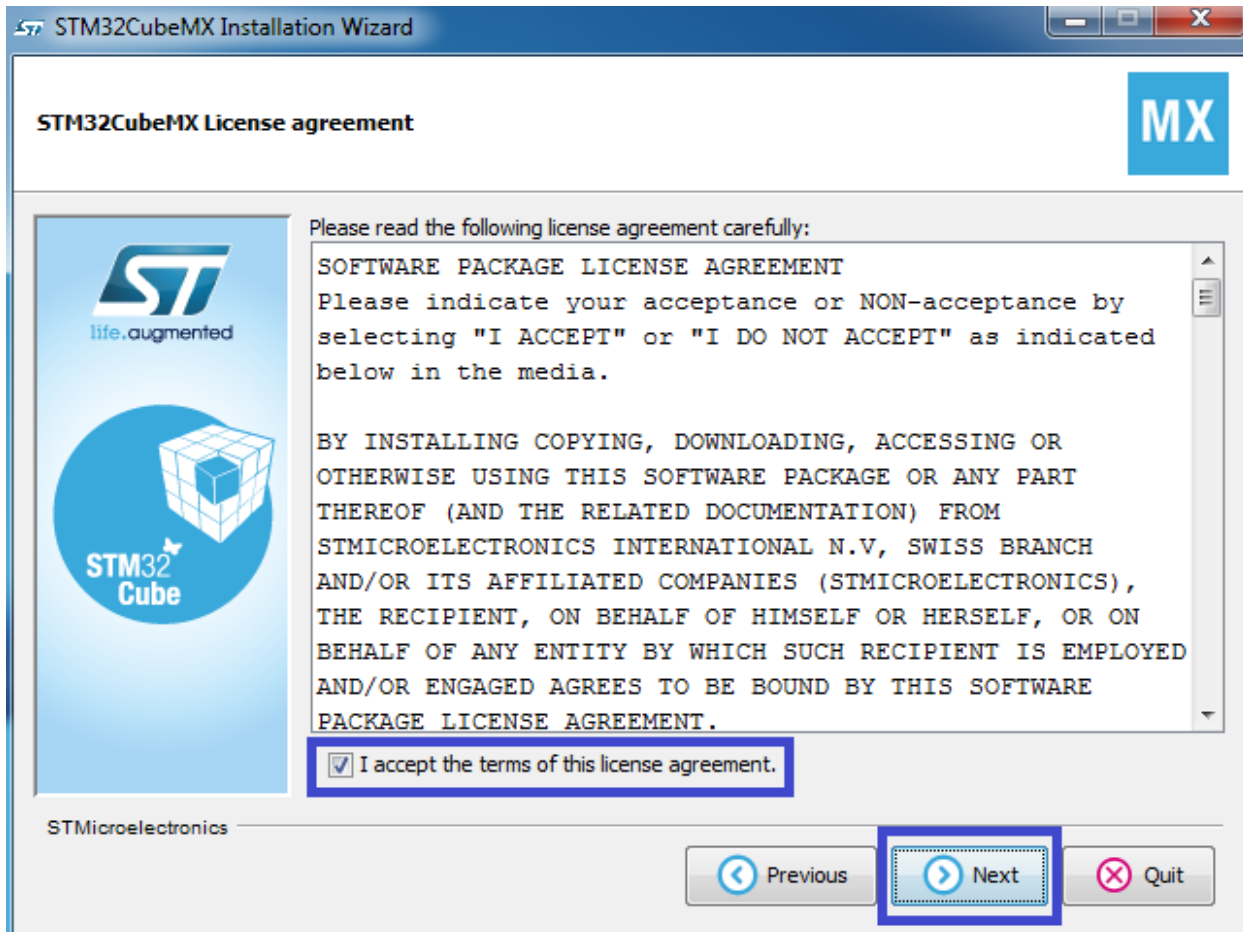 STM32CubeMX Installation Wizard
STM32CubeMX License agreement
MX
Please read the following license agreement carefully:
ST
life.augmented
STM32
Cube
SOFTWARE PACKAGE LICENSE AGREEMENT
Please indicate your acceptance or NON-acceptance by
selecting "I ACCEPT" or "I DO NOT ACCEPT" as indicated
below in the media.
BY INSTALLING COPYING, DOWNLOADING, ACCESSING OR
OTHERWISE USING THIS SOFTWARE PACKAGE OR ANY PART
THEREOF (AND THE RELATED DOCUMENTATION) FROM
STMICROELECTRONICS INTERNATIONAL N.V, SWISS BRANCH
AND/OR ITS AFFILIATED COMPANIES (STMICROELECTRONICS),
THE RECIPIENT, ON BEHALF OF HIMSELF OR HERSELF, OR ON
BEHALF OF ANY ENTITY BY WHICH SUCH RECIPIENT IS EMPLOYED
AND/OR ENGAGED AGREES TO BE BOUND BY THIS SOFTWARE
PACKAGE LICENSE AGREEMENT.
I accept the terms of this license agreement.
STMicroelectronics
Previous
Next
Quit